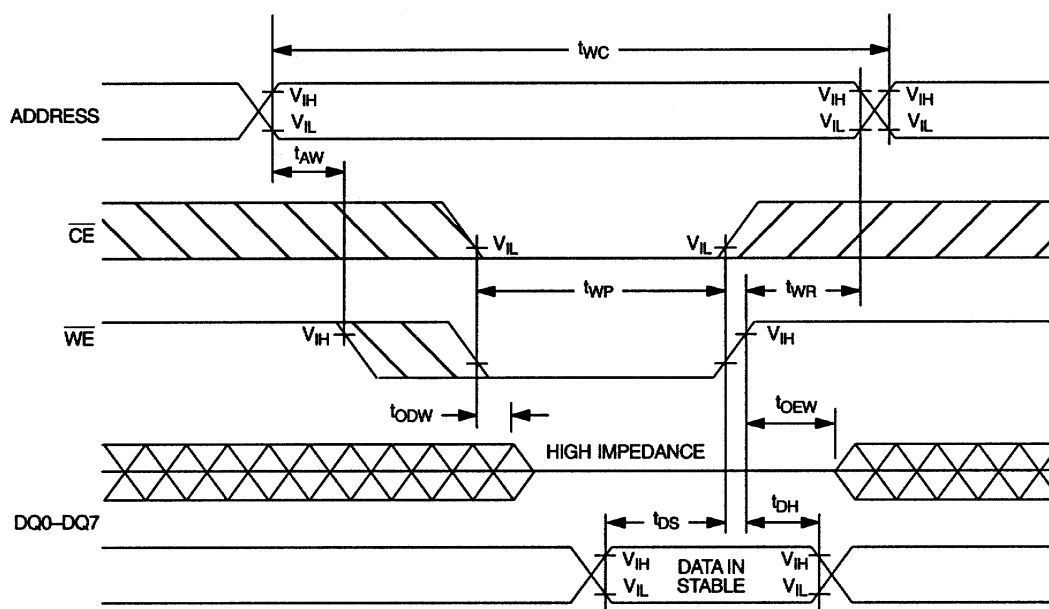 tWC
ADDRESS
VIH VIH VIH
VIL VIL VIL
tAW
CE
VIL VIL
tWP tWR
WE
VIH VIH
tODW tOEW
HIGH IMPEDANCE
DQ0–DQ7
tDS tDH
VIH DATA IN VIH
VIL STABLE VIL